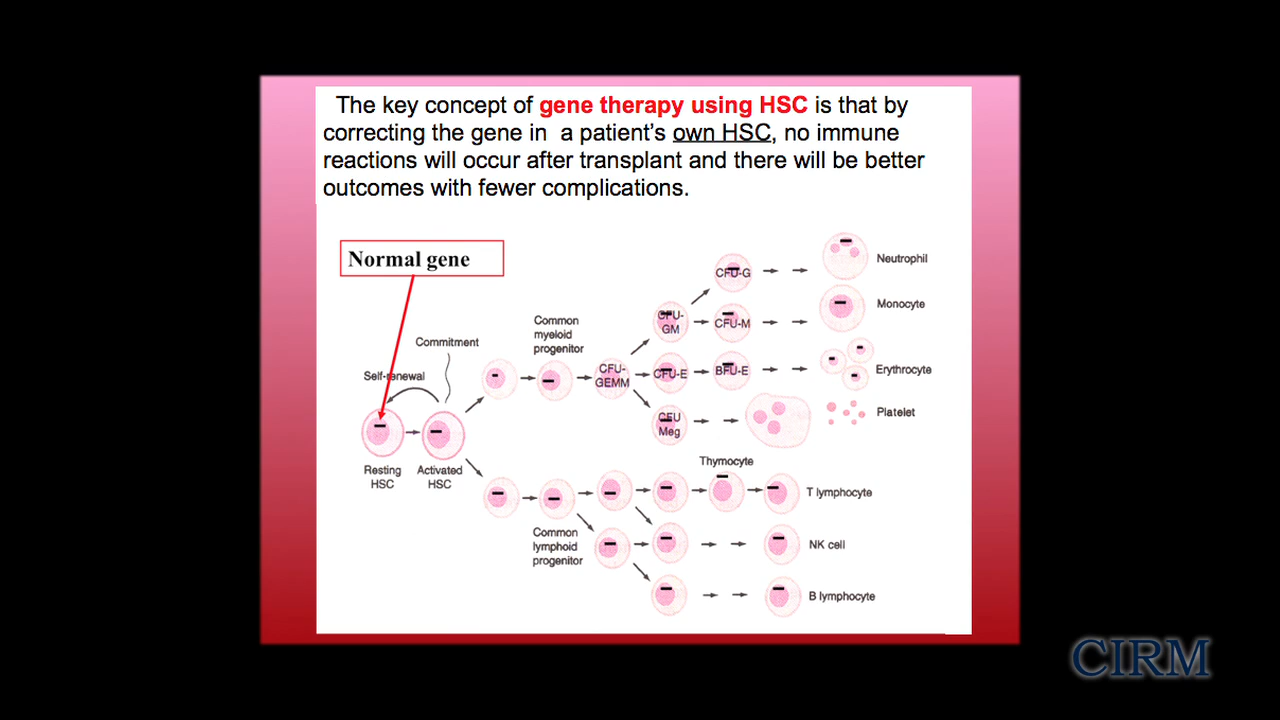 The key concept of gene therapy using HSC is that by
correcting the gene in a patient's own HSC, no immune
reactions will occur after transplant and there will be better
outcomes with fewer complications.
Normal gene
Neutrophil
CFU-G
Monocyte
Common
myeloid
progenitor
CFU-
GM
CFU-M
Commitment
Self-renewal
CFU-
GEMM
CFU-E
BFU-E
Erythrocyte
CFU
Meg
Platelet
Resting
HSC
Activated
HSC
Thymocyte
T lymphocyte
Common
lymphoid
progenitor
NK cell
B lymphocyte
CIRM